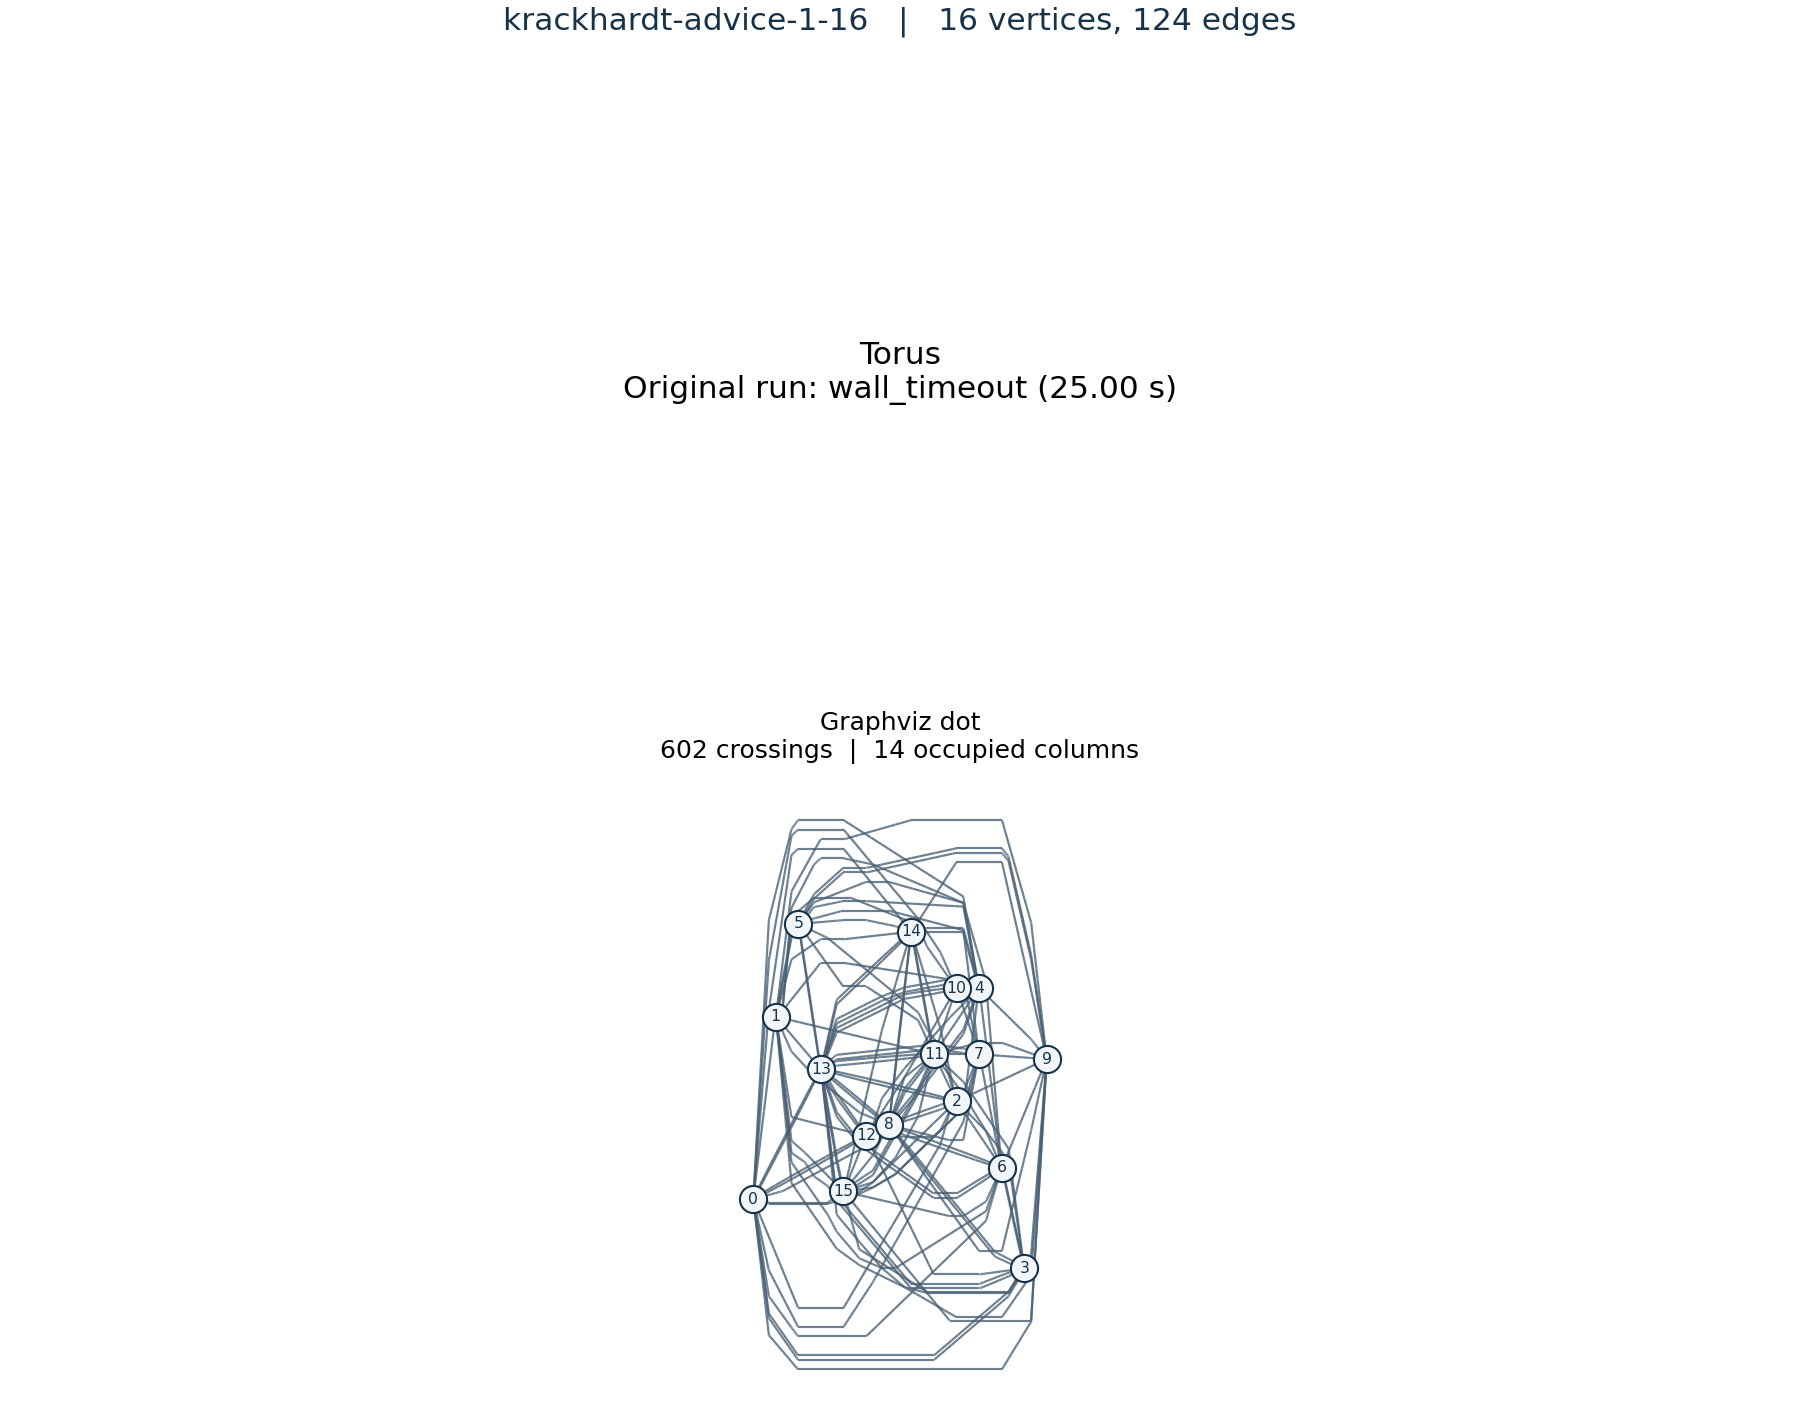 krackhardt-advice-1-16 | 16 vertices, 124 edges
Torus
Original run: wall_timeout (25.00 s)
Graphviz dot
602 crossings | 14 occupied columns
5
14
10 4
1
11 7 9
13
2
8
12
6
15
0
3